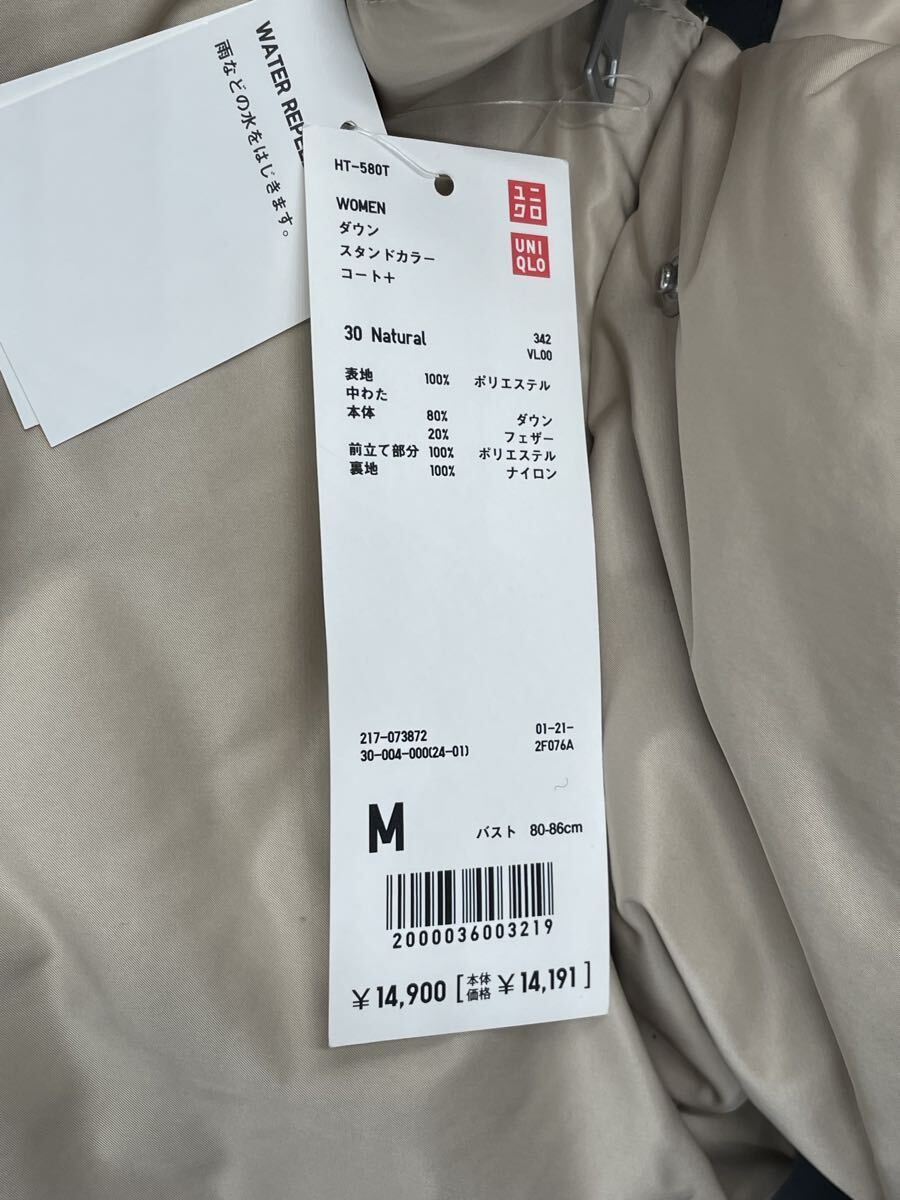 WATER REPE
雨などの水をはじきます。
HT-580T
ユニ
クロ
UNI
QLO
WOMEN
ダウン
スタンドカラー
コート+
30 Natural 342
VL00
表地 100% ポリエステル
中わた
本体 80% ダウン
20% フェザー
前立て部分 100% ポリエステル
裏地 100% ナイロン
217-073872 01-21-
30-004-000(24-01) 2F076A
M バスト 80-86cm
2000036003219
¥14,900 [本体価格 ¥14,191]